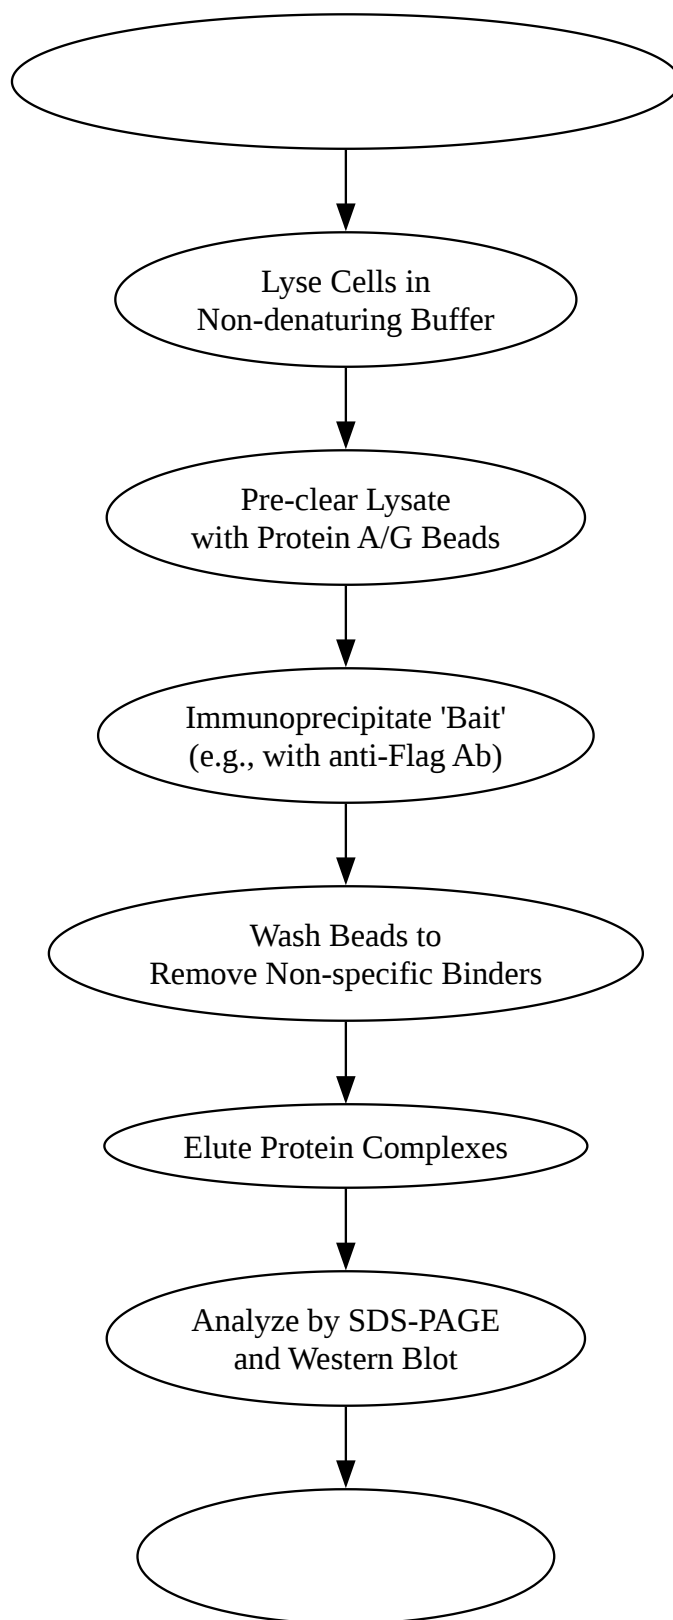 Lyse Cells in
Non-denaturing Buffer
Pre-clear Lysate
with Protein A/G Beads
Immunoprecipitate 'Bait'
(e.g., with anti-Flag Ab)
Wash Beads to
Remove Non-specific Binders
Elute Protein Complexes
Analyze by SDS-PAGE
and Western Blot